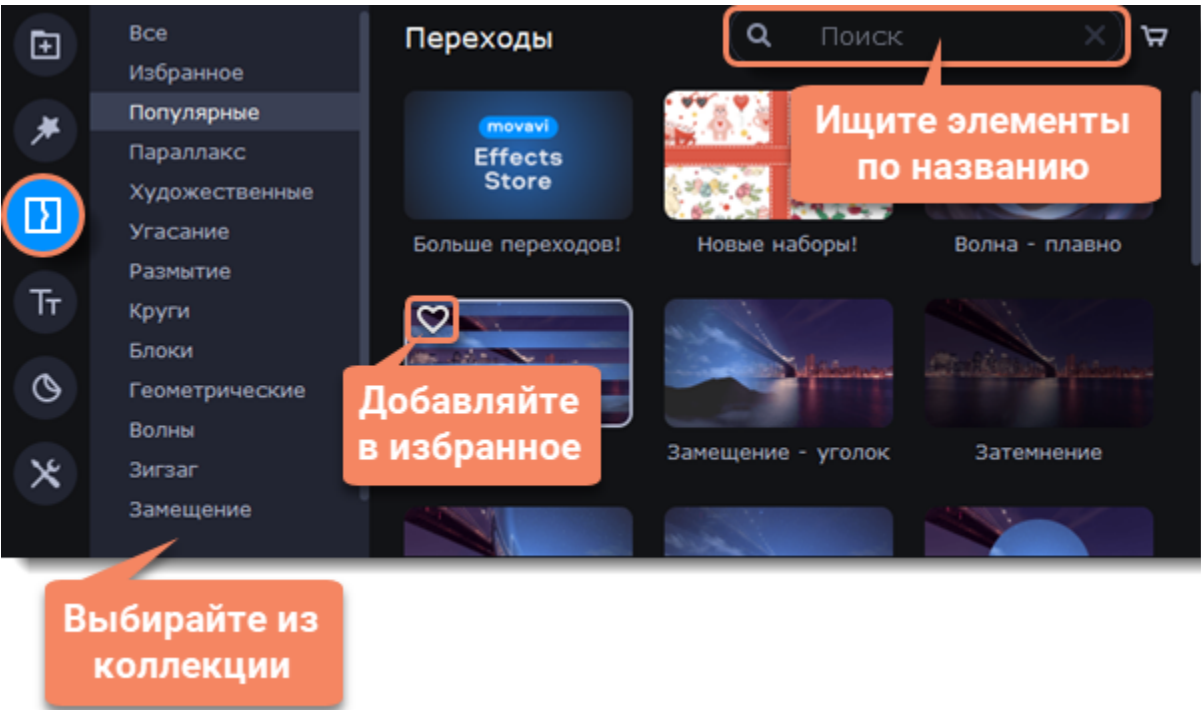 Все
Избранное
Популярные
Параллакс
Художественные
Угасание
Размытие
Круги
Блоки
Геометрические
Волны
Зигзаг
Замещение
Переходы
Поиск
Ищите элементы
по названию
movavi
Effects
Store
Больше переходов!
Новые наборы!
Волна - плавно
Добавляйте
в избранное
Замещение - уголок
Затемнение
Выбирайте из
коллекции
Тт